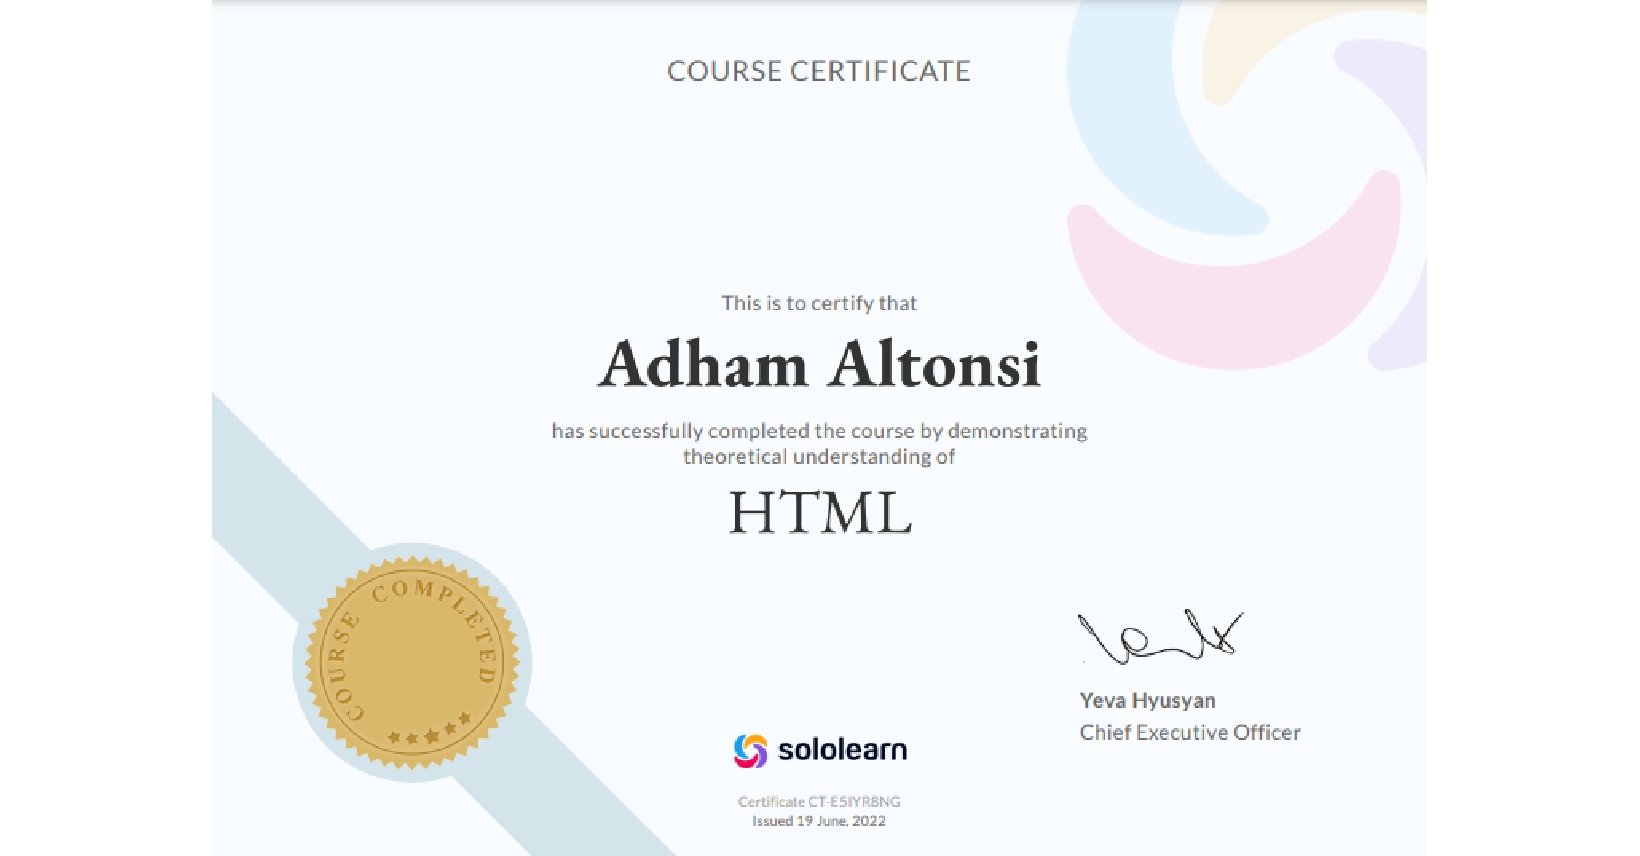 COURSE CERTIFICATE
This is to certify that
Adham Altonsi
has successfully completed the course by demonstrating
theoretical understanding of
HTML
COURSE COMPLETED
Yeva Hyusyan
Chief Executive Officer
sololearn
Certificate CT-E5IYR8NG
Issued 19 June, 2022